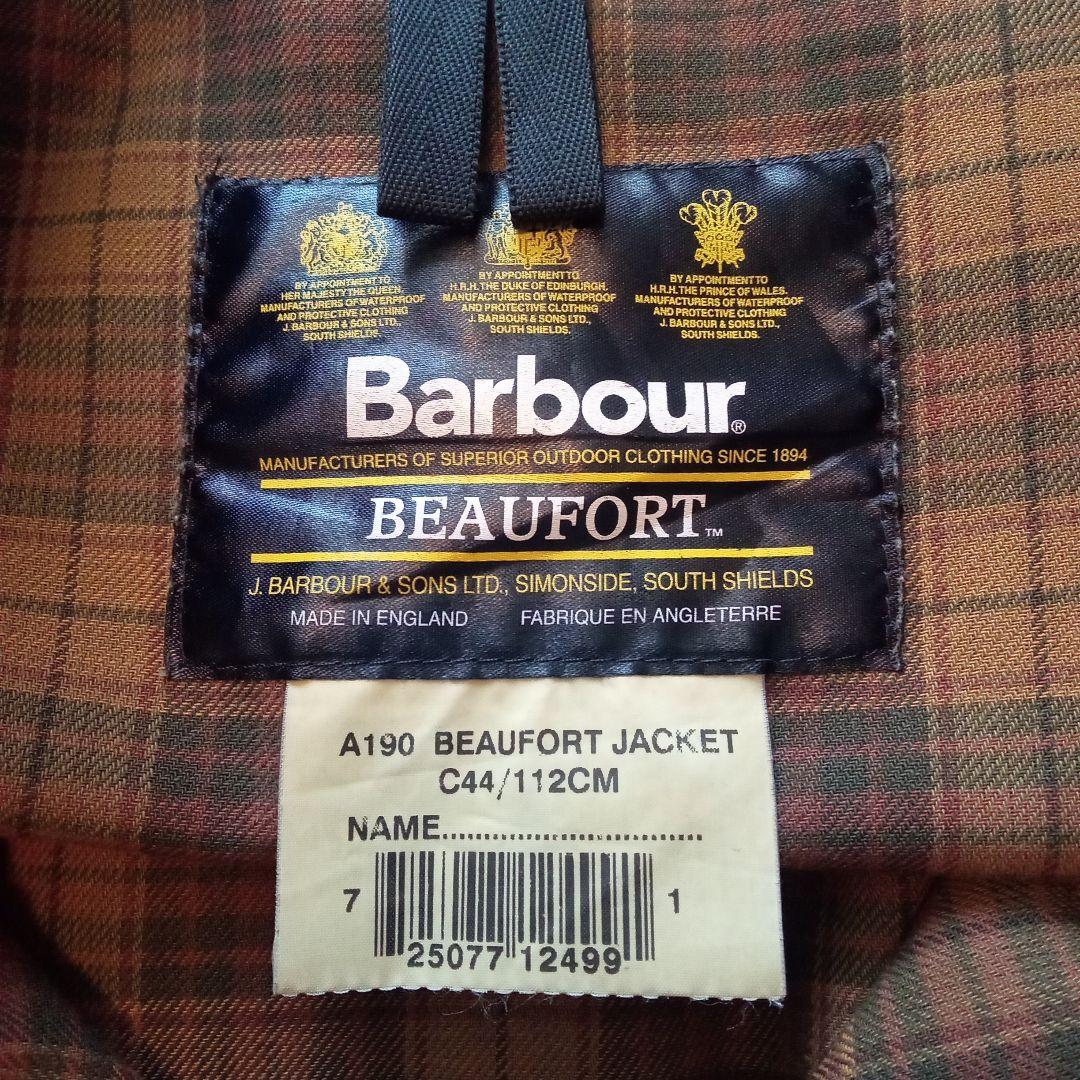 BY APPOINTMENT TO
HER MAJESTY THE QUEEN
MANUFACTURERS OF WATERPROOF
AND PROTECTIVE CLOTHING
J. BARBOUR & SONS LTD.,
SOUTH SHIELDS.
BY APPOINTMENT TO
H.R.H. THE DUKE OF EDINBURGH.
MANUFACTURERS OF WATERPROOF
AND PROTECTIVE CLOTHING
J. BARBOUR & SONS LTD.,
SOUTH SHIELDS.
BY APPOINTMENT TO
H.R.H. THE PRINCE OF WALES.
MANUFACTURERS OF WATERPROOF
AND PROTECTIVE CLOTHING
J. BARBOUR & SONS LTD.,
SOUTH SHIELDS.
Barbour®
MANUFACTURERS OF SUPERIOR OUTDOOR CLOTHING SINCE 1894
BEAUFORT™
J. BARBOUR & SONS LTD., SIMONSIDE, SOUTH SHIELDS
MADE IN ENGLAND FABRIQUE EN ANGLETERRE
A190 BEAUFORT JACKET
C44/112CM
NAME...............................
7 25077 12499 1